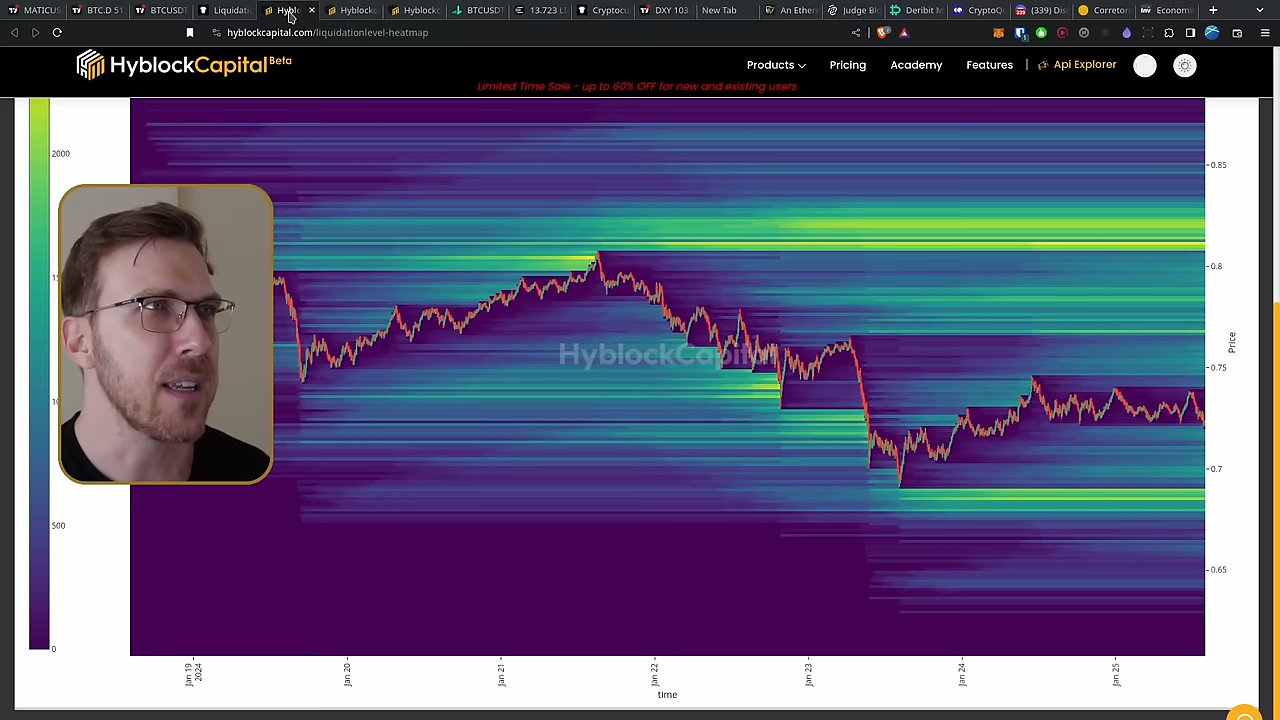 MATICUS
BTC.D 51
BTCUSDT
Liquidati
Hyblo
Hyblock
Hyblock
BTCUSDT
13.723 L
Cryptocu
DXY 103
New Tab
An Ether
Judge Bl
Deribit M
CryptoQu
(339) Dis
Corretor
Economi
hyblockcapital.com/liquidationlevel-heatmap
HyblockCapital Beta
Products
Pricing
Academy
Features
Api Explorer
Limited Time Sale - up to 60% OFF for new and existing users
2000
500
0
HyblockCapital
0.85
0.8
0.75
0.7
0.65
Price
Jan 19
2024
Jan 20
Jan 21
Jan 22
Jan 23
Jan 24
Jan 25
time